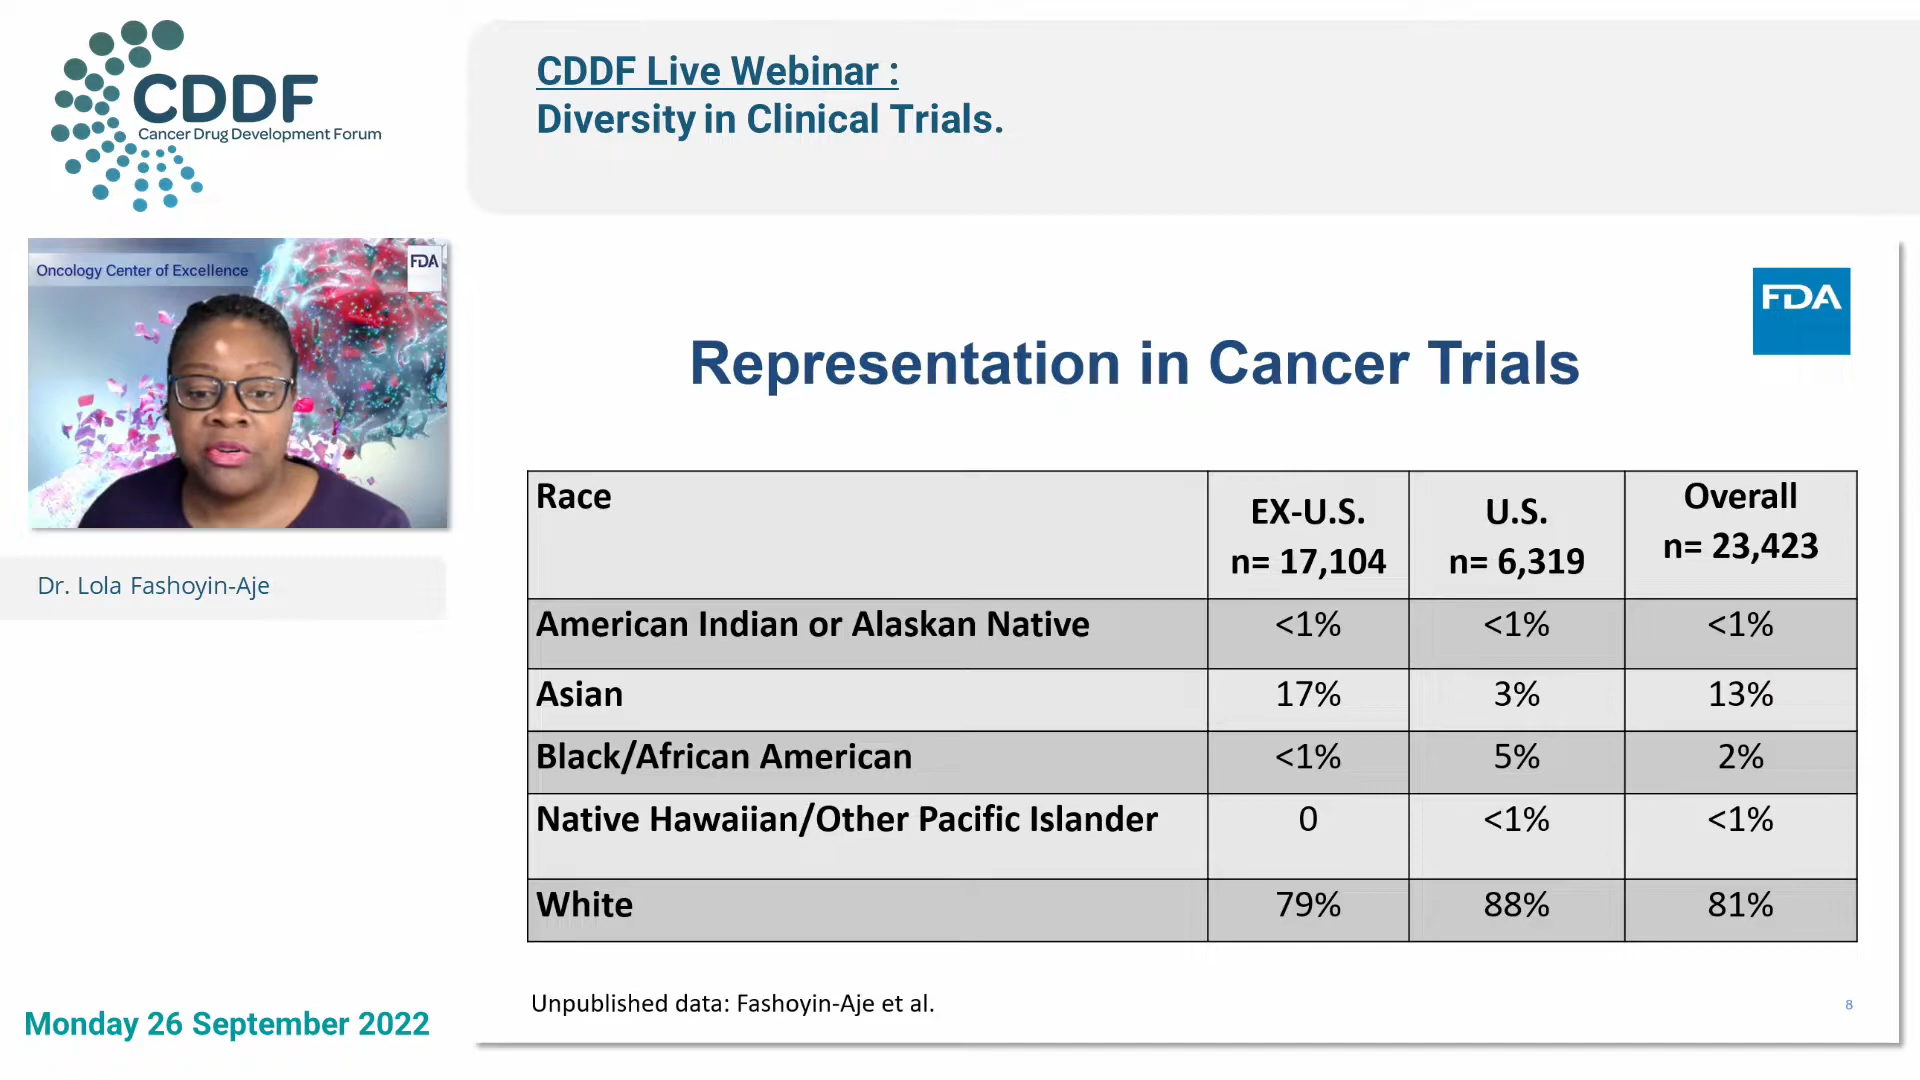 CDDF
Cancer Drug Development Forum
CDDF Live Webinar :
Diversity in Clinical Trials.
Oncology Center of Excellence
FDA
Dr. Lola Fashoyin-Aje
Monday 26 September 2022
FDA
Representation in Cancer Trials
Race
EX-U.S.
n= 17,104
U.S.
n= 6,319
Overall
n= 23,423
American Indian or Alaskan Native <1% <1% <1%
Asian 17% 3% 13%
Black/African American <1% 5% 2%
Native Hawaiian/Other Pacific Islander 0 <1% <1%
White 79% 88% 81%
Unpublished data: Fashoyin-Aje et al.
8